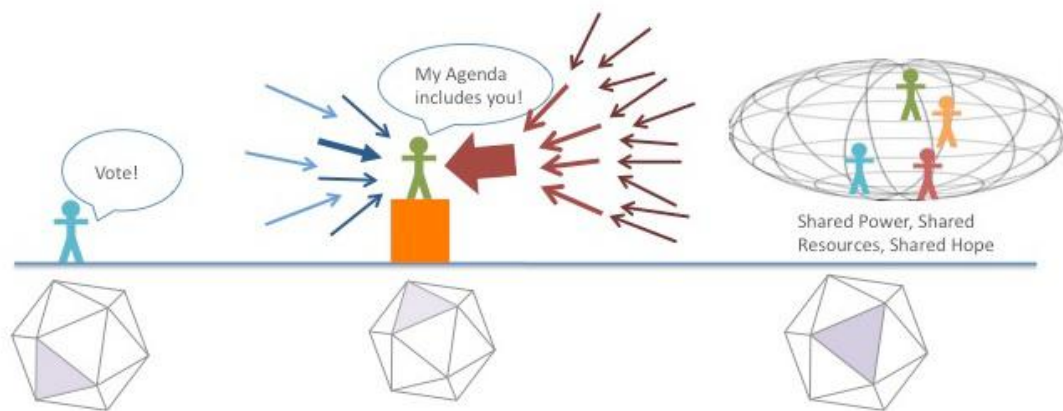 Vote!
My Agenda
includes you!
Shared Power, Shared
Resources, Shared Hope